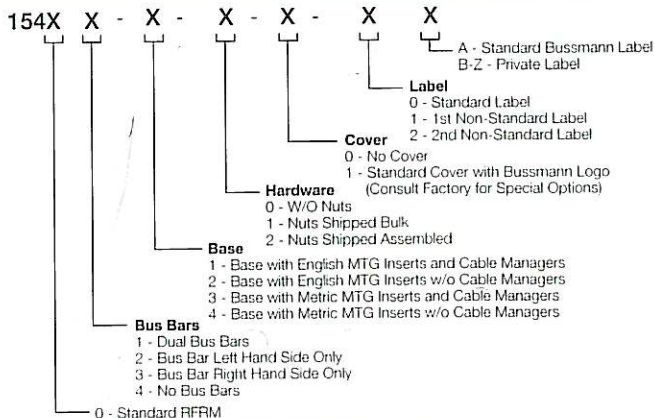 154X X - X - X - X - X X
A - Standard Bussmann Label
B-Z - Private Label
Label
0 - Standard Label
1 - 1st Non-Standard Label
2 - 2nd Non-Standard Label
Cover
0 - No Cover
1 - Standard Cover with Bussmann Logo
(Consult Factory for Special Options)
Hardware
0 - W/O Nuts
1 - Nuts Shipped Bulk
2 - Nuts Shipped Assembled
Base
1 - Base with English MTG Inserts and Cable Managers
2 - Base with English MTG Inserts w/o Cable Managers
3 - Base with Metric MTG Inserts and Cable Managers
4 - Base with Metric MTG Inserts w/o Cable Managers
Bus Bars
1 - Dual Bus Bars
2 - Bus Bar Left Hand Side Only
3 - Bus Bar Right Hand Side Only
4 - No Bus Bars
0 - Standard RFRM